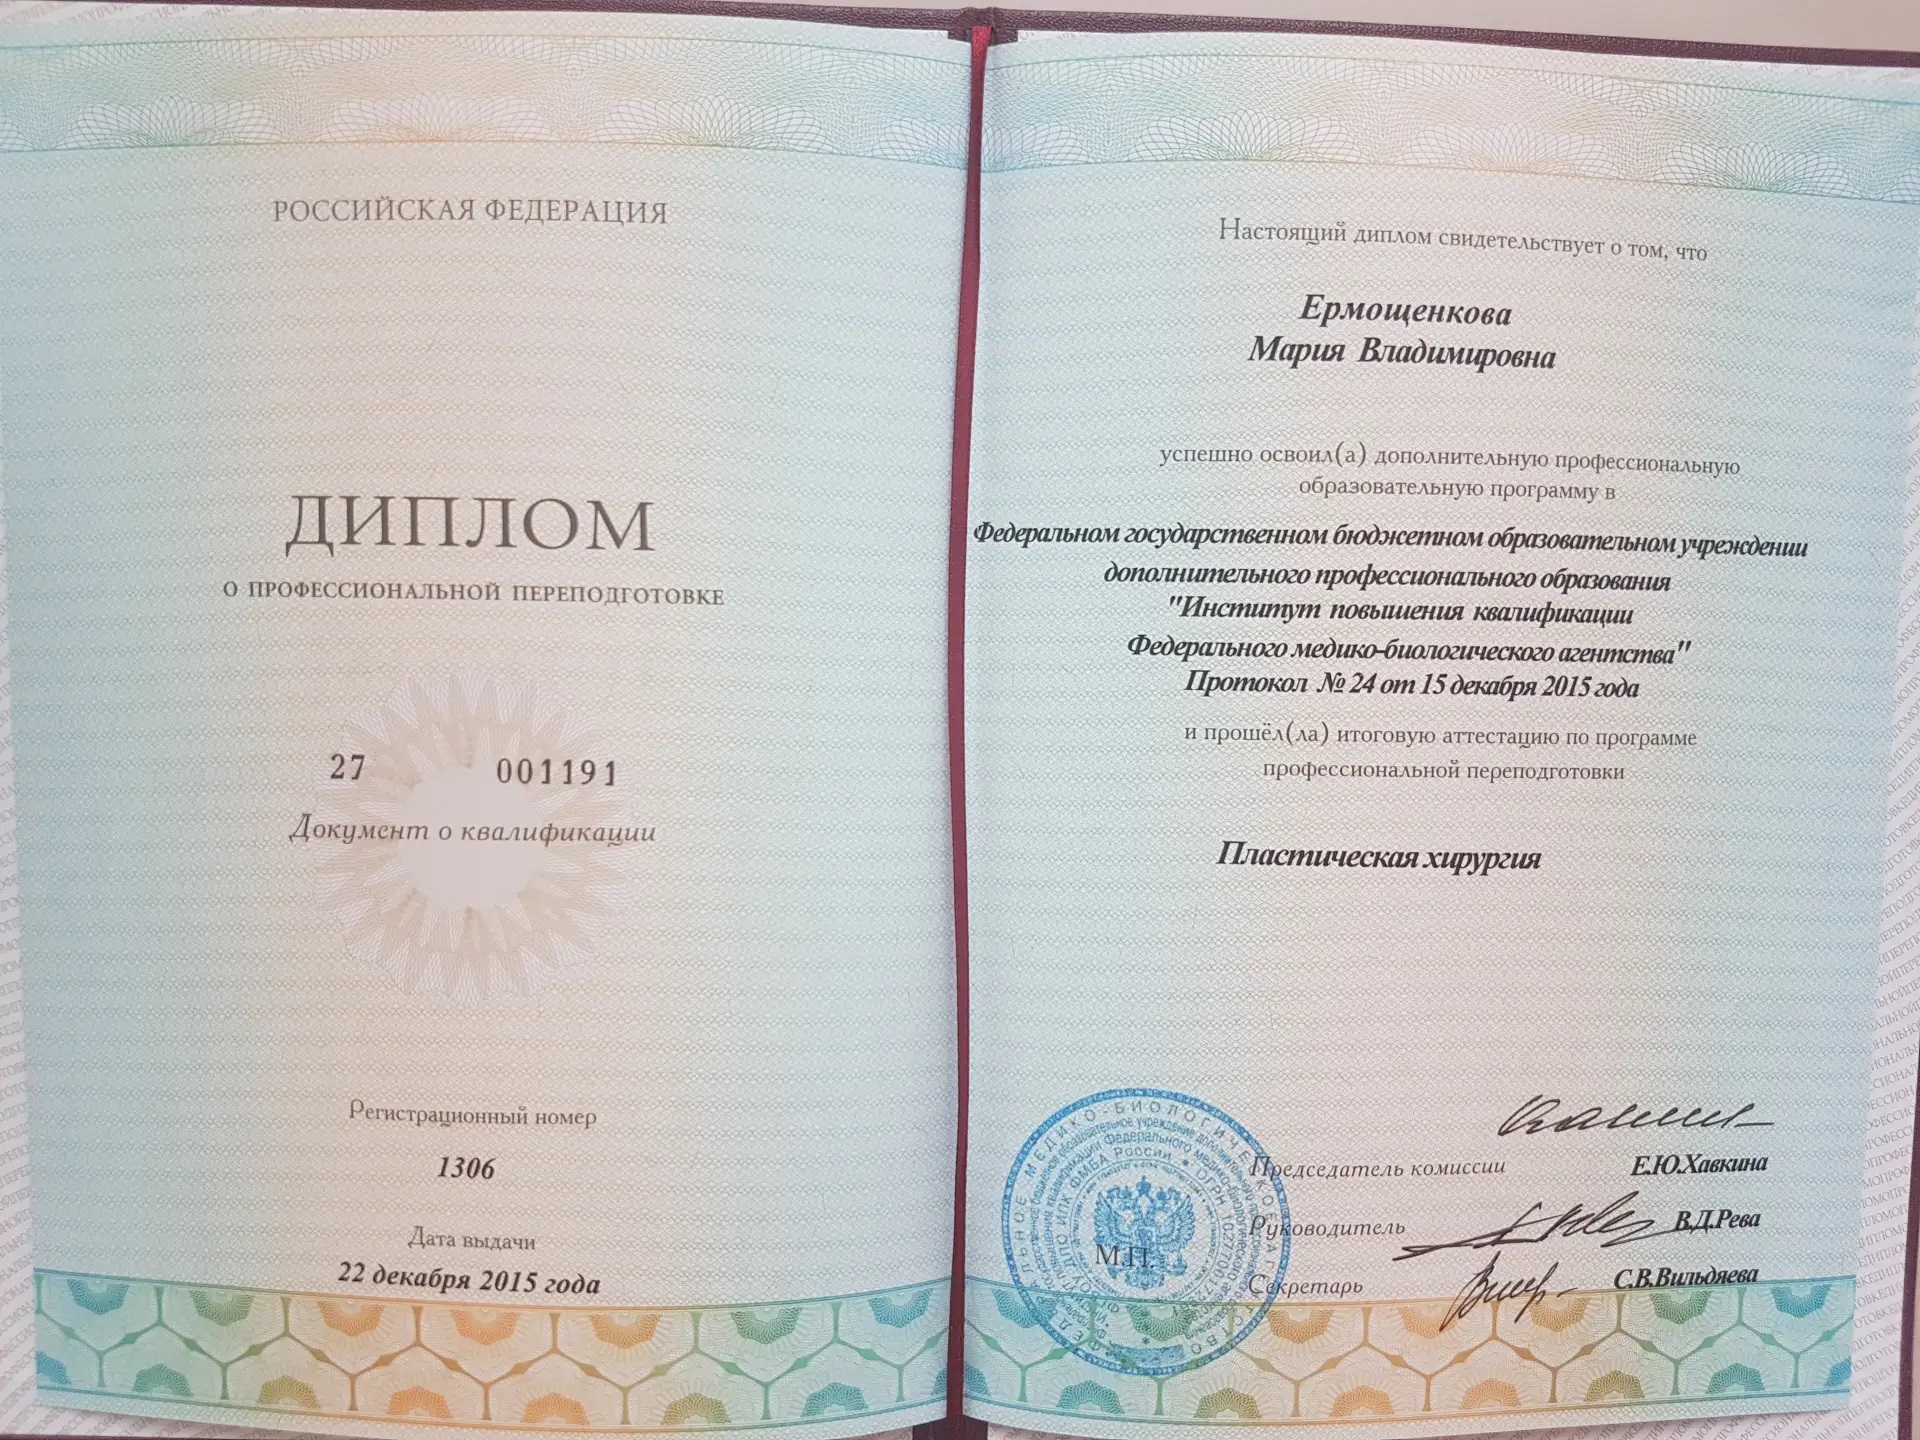 РОССИЙСКАЯ ФЕДЕРАЦИЯ
ДИПЛОМ
О ПРОФЕССИОНАЛЬНОЙ ПЕРЕПОДГОТОВКЕ
27 001191
Документ о квалификации
Регистрационный номер
1306
Дата выдачи
22 декабря 2015 года
Настоящий диплом свидетельствует о том, что
Ермощенкова
Мария Владимировна
успешно освоил(а) дополнительную профессиональную
образовательную программу в
Федеральном государственном бюджетном образовательном учреждении
дополнительного профессионального образования
"Институт повышения квалификации
Федерального медико-биологического агентства"
Протокол № 24 от 15 декабря 2015 года
и прошёл(ла) итоговую аттестацию по программе
профессиональной переподготовки
Пластическая хирургия
Председатель комиссии Е.Ю.Хавкина
Руководитель В.Д.Рева
М.П.
Секретарь С.В.Вильдяева